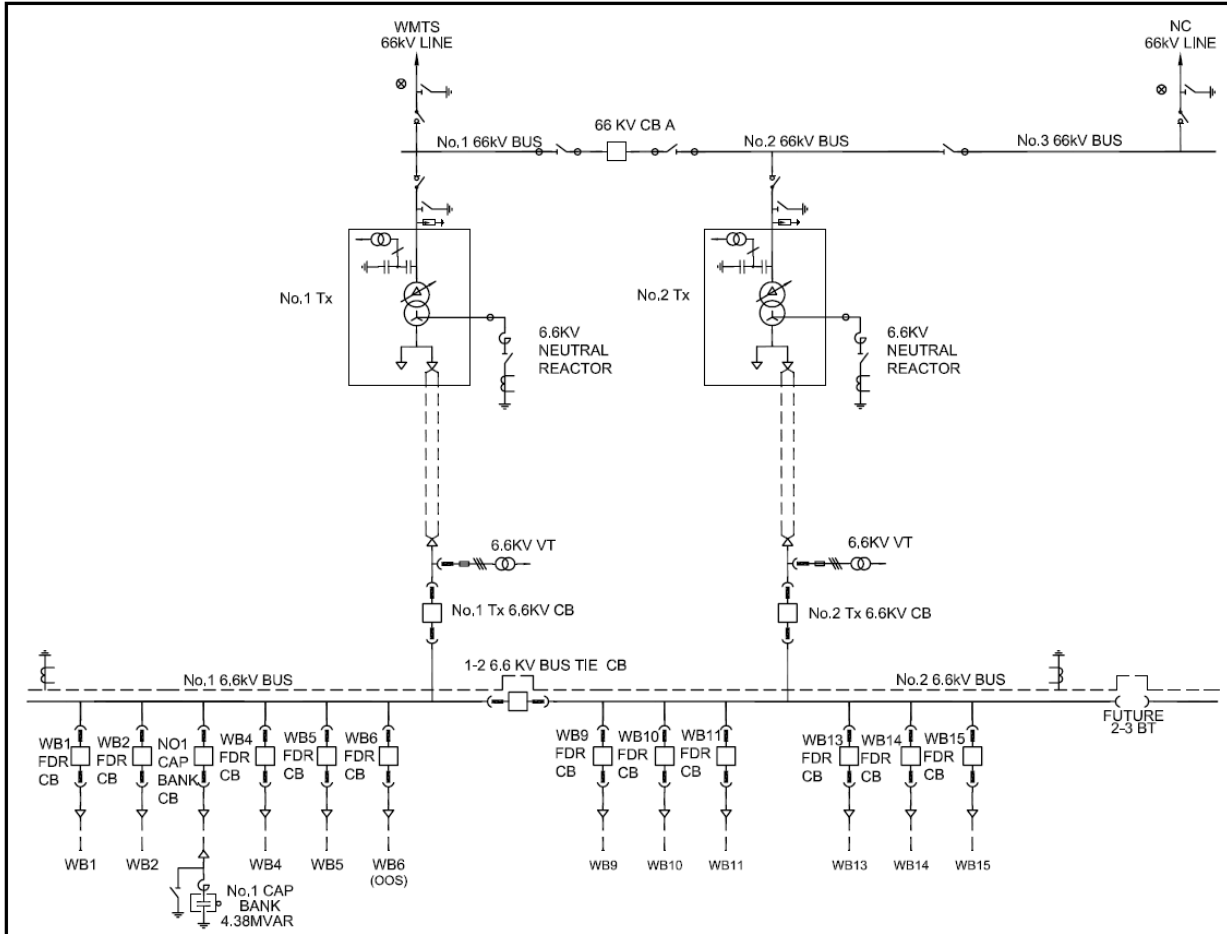 WMTS
66kV LINE
NC
66kV LINE
66 KV CB A
No.1 66kV BUS
No.2 66kV BUS
No.3 66kV BUS
No.1 Tx
6.6KV
NEUTRAL
REACTOR
No.2 Tx
6.6KV
NEUTRAL
REACTOR
6.6KV VT
6.6KV VT
No.1 Tx 6.6KV CB
No.2 Tx 6.6KV CB
1-2 6.6 KV BUS TIE CB
No.1 6.6kV BUS
No.2 6.6kV BUS
FUTURE
2-3 BT
WB1
FDR
CB
WB2
FDR
CB
NO1
CAP
BANK
CB
WB4
FDR
CB
WB5
FDR
CB
WB6
FDR
CB
WB9
FDR
CB
WB10
FDR
CB
WB11
FDR
CB
WB13
FDR
CB
WB14
FDR
CB
WB15
FDR
CB
WB1
WB2
WB4
WB5
WB6
(OOS)
WB9
WB10
WB11
WB13
WB14
WB15
No.1 CAP
BANK
4.38MVAR